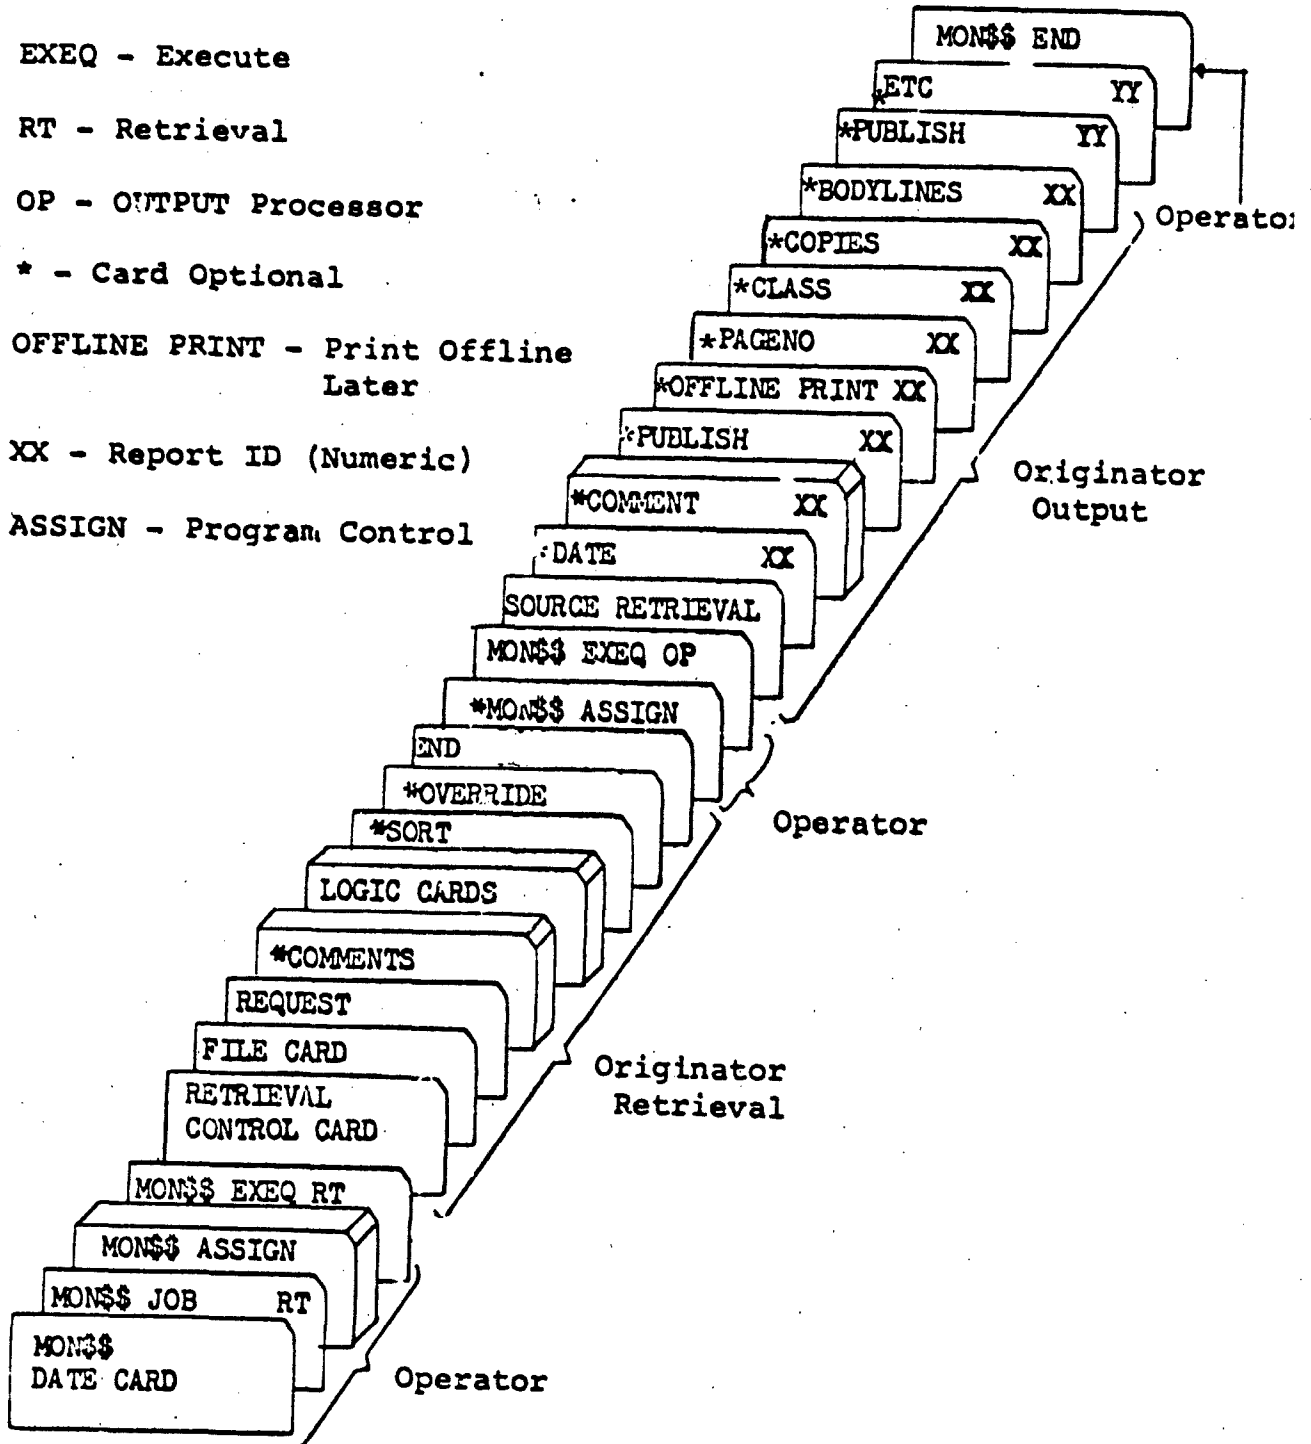 EXEQ - Execute
RT - Retrieval
OP - OUTPUT Processor
* - Card Optional
OFFLINE PRINT - Print Offline
Later
XX - Report ID (Numeric)
ASSIGN - Program Control
MON$$ END
*ETC YY
*PUBLISH YY
*BODYLINES XX
Operator
*COPIES XX
*CLASS XX
*PAGENO XX
*OFFLINE PRINT XX
*PUBLISH XX
Originator
Output
*COMMENT XX
*DATE XX
SOURCE RETRIEVAL
MON$$ EXEQ OP
*MON$$ ASSIGN
END
*OVERRIDE
Operator
*SORT
LOGIC CARDS
*COMMENTS
REQUEST
FILE CARD
Originator
Retrieval
RETRIEVAL
CONTROL CARD
MON$$ EXEQ RT
MON$$ ASSIGN
MON$$ JOB RT
MON$$
DATE CARD
Operator